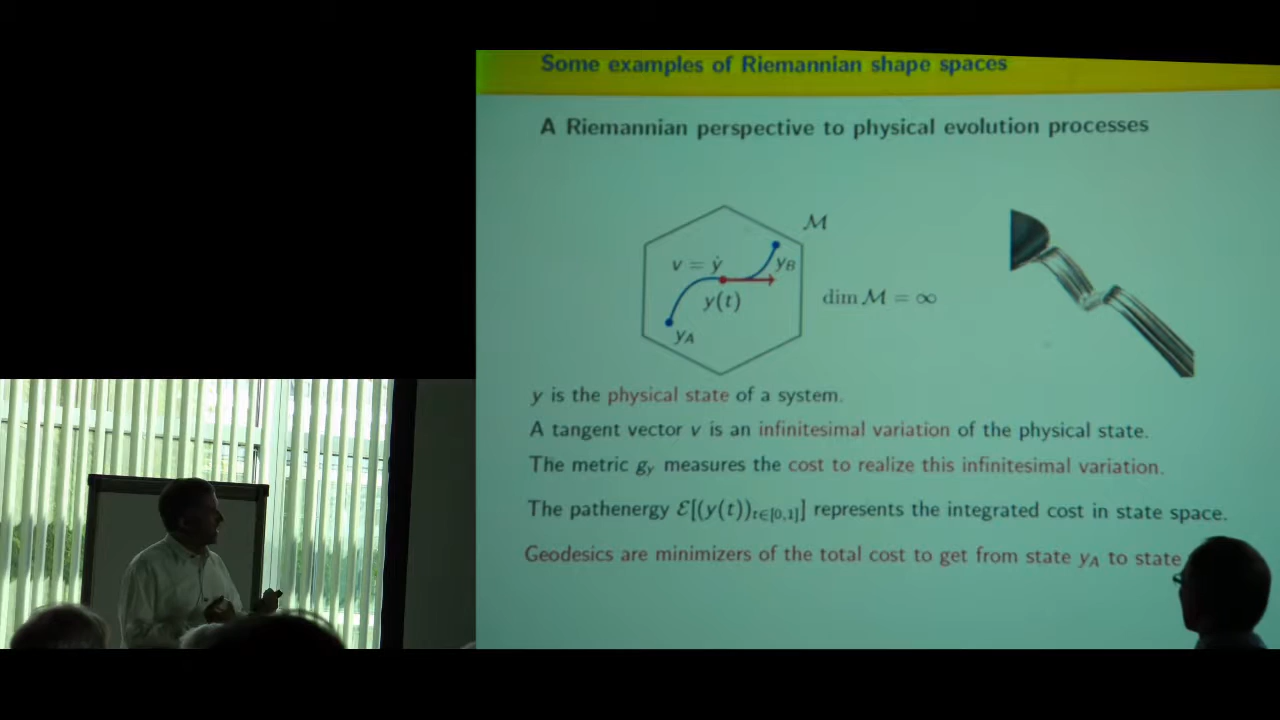 Some examples of Riemannian shape spaces
A Riemannian perspective to physical evolution processes
ℳ
v = ẏ
y_B
y(t)
dim ℳ = ∞
y_A
y is the physical state of a system.
A tangent vector v is an infinitesimal variation of the physical state.
The metric g_y measures the cost to realize this infinitesimal variation.
The pathenergy ℰ[(y(t))_{t∈[0,1]}] represents the integrated cost in state space.
Geodesics are minimizers of the total cost to get from state y_A to state